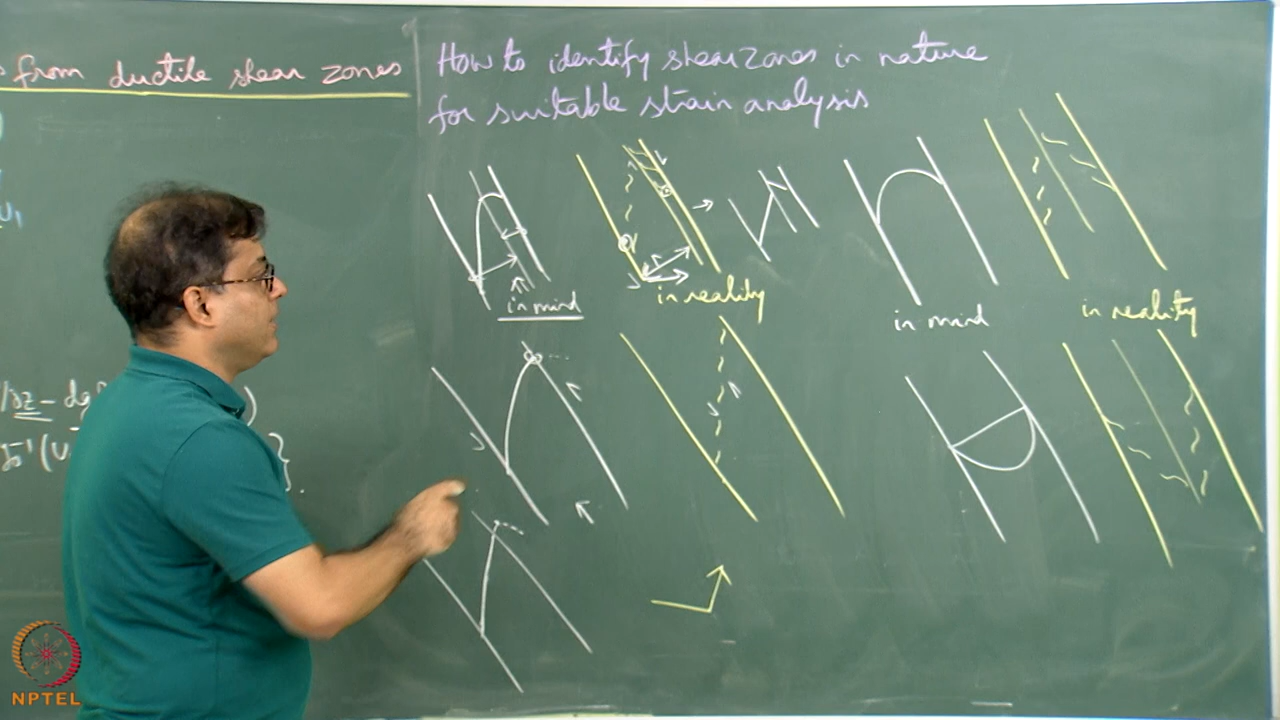 from ductile shear zones
How to identify shear zones in nature
for suitable strain analysis
in mind
in reality
in mind
in reality
NPTEL